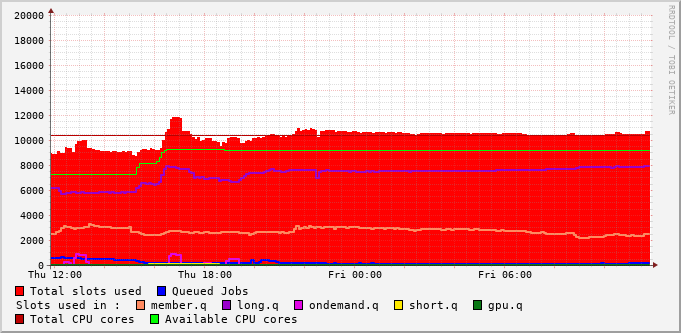 RRDTOOL / TOBI OETIKER
20000
18000
16000
14000
12000
10000
8000
6000
4000
2000
0
Thu 12:00 Thu 18:00 Fri 00:00 Fri 06:00
Total slots used Queued Jobs
Slots used in : member.q long.q ondemand.q short.q gpu.q
Total CPU cores Available CPU cores